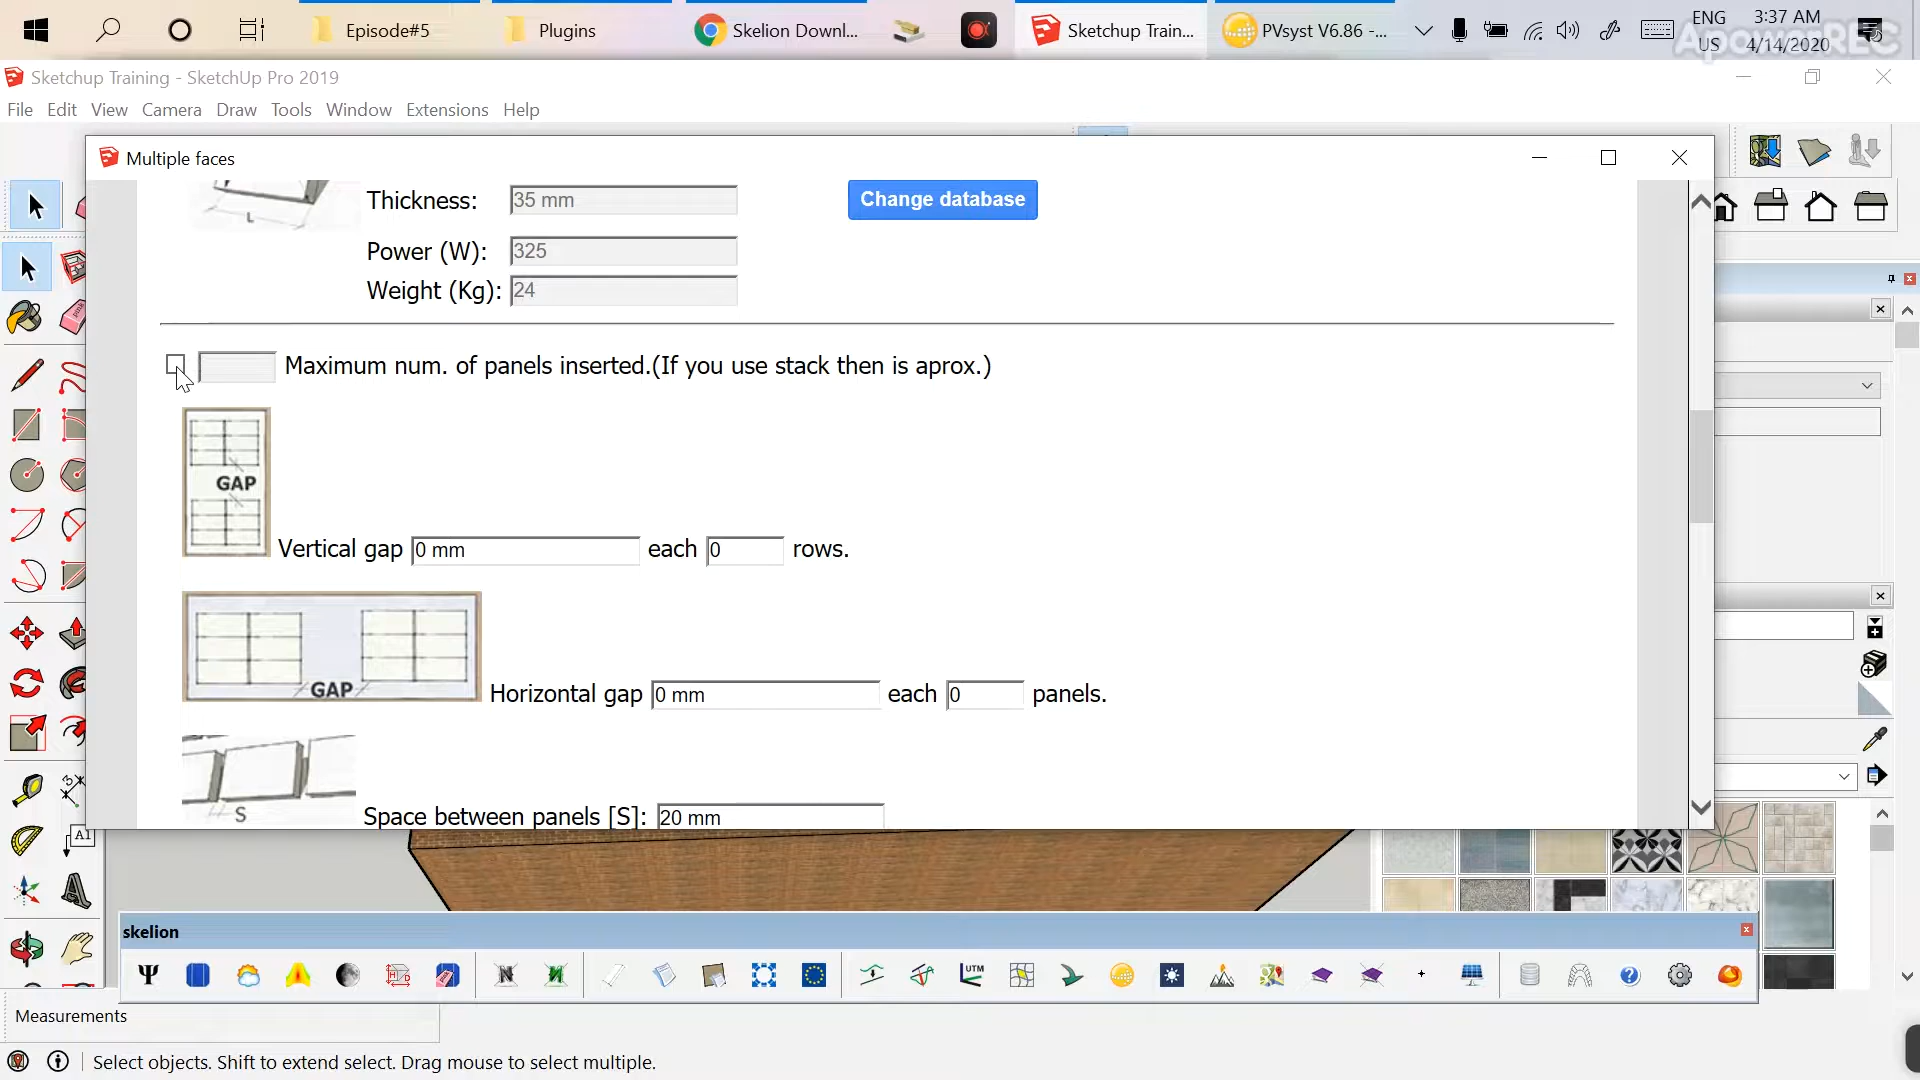 Episode#5
Plugins
Skelion Downl...
Sketchup Train...
PVsyst V6.86 -...
ENG
US
3:37 AM
4/14/2020
ApowerREC
Sketchup Training - SketchUp Pro 2019
File Edit View Camera Draw Tools Window Extensions Help
Multiple faces
L
Thickness: 35 mm
Change database
Power (W): 325
Weight (Kg): 24
Maximum num. of panels inserted.(If you use stack then is aprox.)
GAP
Vertical gap 0 mm each 0 rows.
GAP
Horizontal gap 0 mm each 0 panels.
S
Space between panels [S]: 20 mm
A1
skelion
UTM
Measurements
Select objects. Shift to extend select. Drag mouse to select multiple.